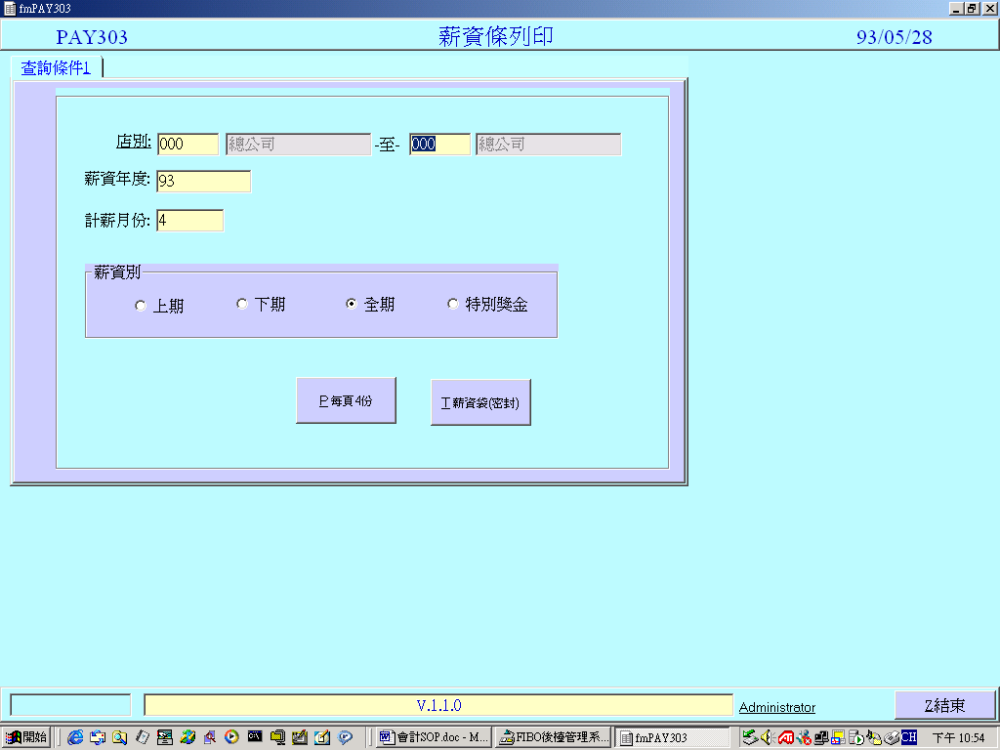 fmPAY303
PAY303 薪資條列印 93/05/28
查詢條件1
店別: 000 總公司 -至- 000 總公司
薪資年度: 93
計薪月份: 4
薪資別
上期 下期 全期 特別獎金
P 每頁4份 T 薪資袋(密封)
V.1.1.0 Administrator Z結束
開始 會計SOP.doc - M... FIBO後檯管理系... fmPAY303 CH 下午 10:54